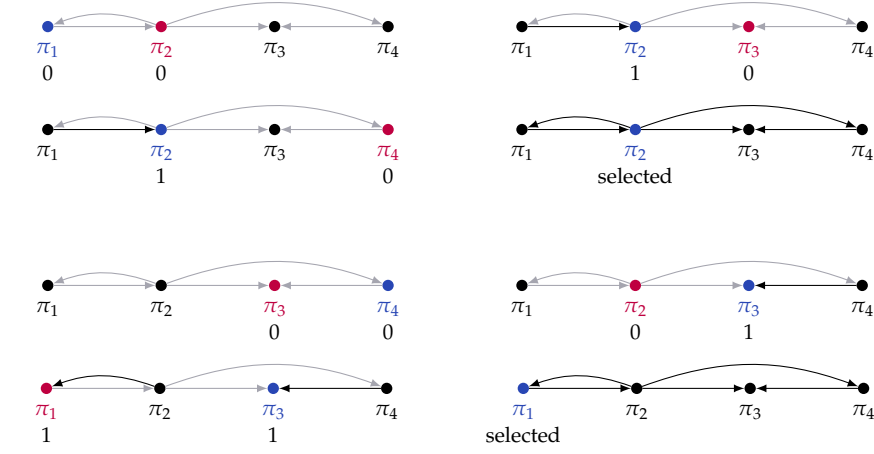 π₁ π₂ π₃ π₄
0 0
π₁ π₂ π₃ π₄
1 0
π₁ π₂ π₃ π₄
1 0
π₁ π₂ π₃ π₄
selected
π₁ π₂ π₃ π₄
0 0
π₁ π₂ π₃ π₄
0 1
π₁ π₂ π₃ π₄
1 1
π₁ π₂ π₃ π₄
selected